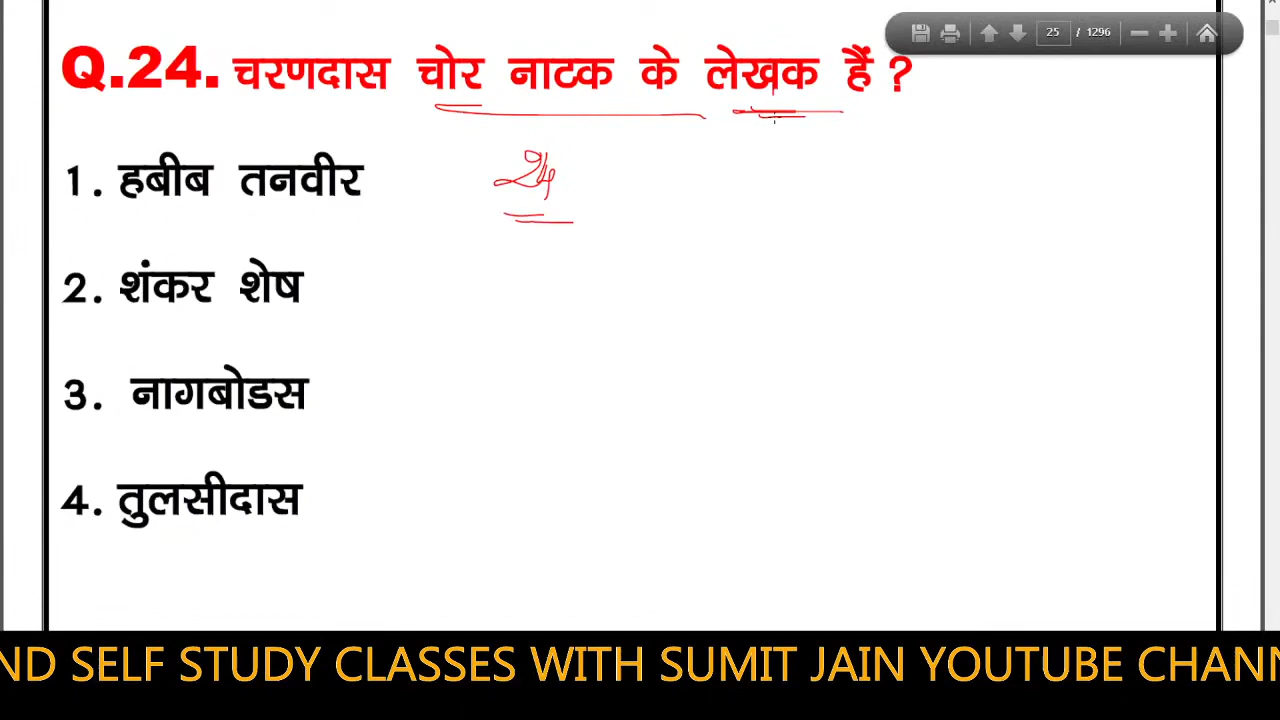 25 / 1296
Q.24. चरणदास चोर नाटक के लेखक हैं ?
1. हबीब तनवीर
24
2. शंकर शेष
3. नागबोडस
4. तुलसीदास
ND SELF STUDY CLASSES WITH SUMIT JAIN YOUTUBE CHANN